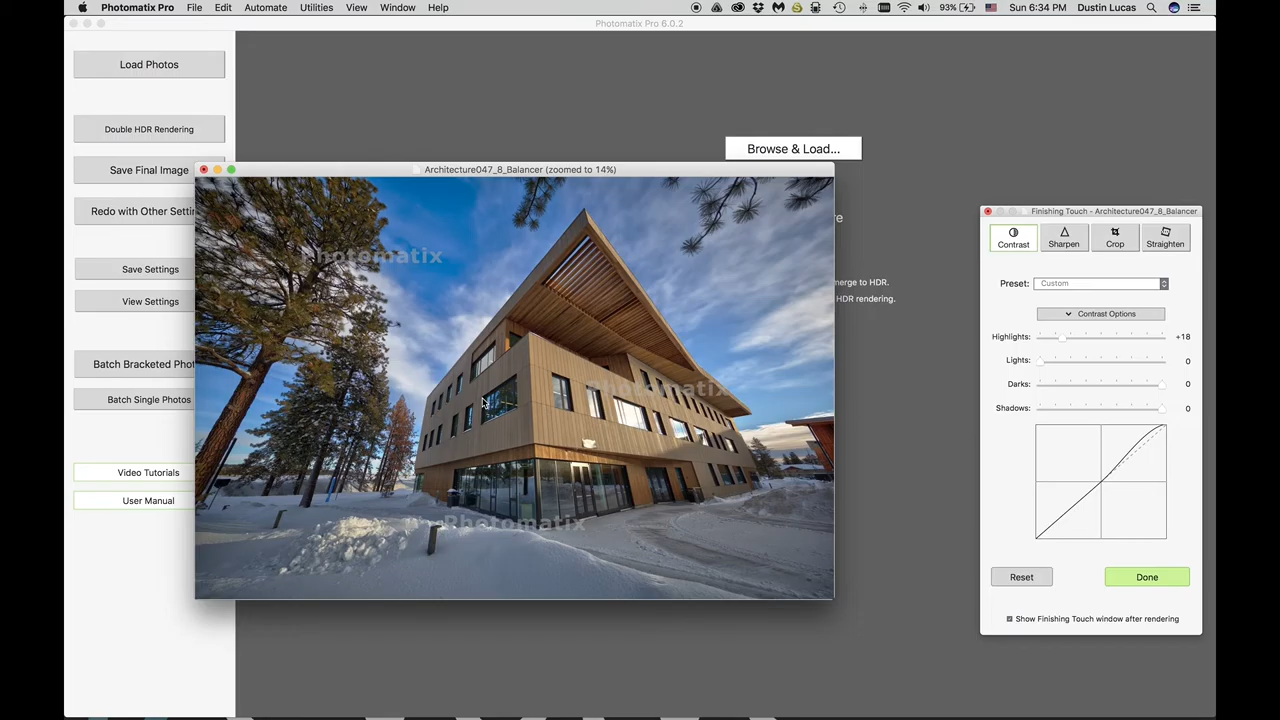 Photomatix Pro File Edit Automate Utilities View Window Help
93% Sun 6:34 PM Dustin Lucas
Photomatix Pro 6.0.2
Load Photos
Double HDR Rendering
Save Final Image
Redo with Other Setti
Save Settings
View Settings
Batch Bracketed Phot
Batch Single Photos
Video Tutorials
User Manual
Browse & Load...
re
merge to HDR.
HDR rendering.
Architecture047_8_Balancer (zoomed to 14%)
Photomatix
Photomatix
Photomatix
Finishing Touch - Architecture047_8_Balancer
Contrast Sharpen Crop Straighten
Preset: Custom
Contrast Options
Highlights: +18
Lights: 0
Darks: 0
Shadows: 0
Reset Done
Show Finishing Touch window after rendering